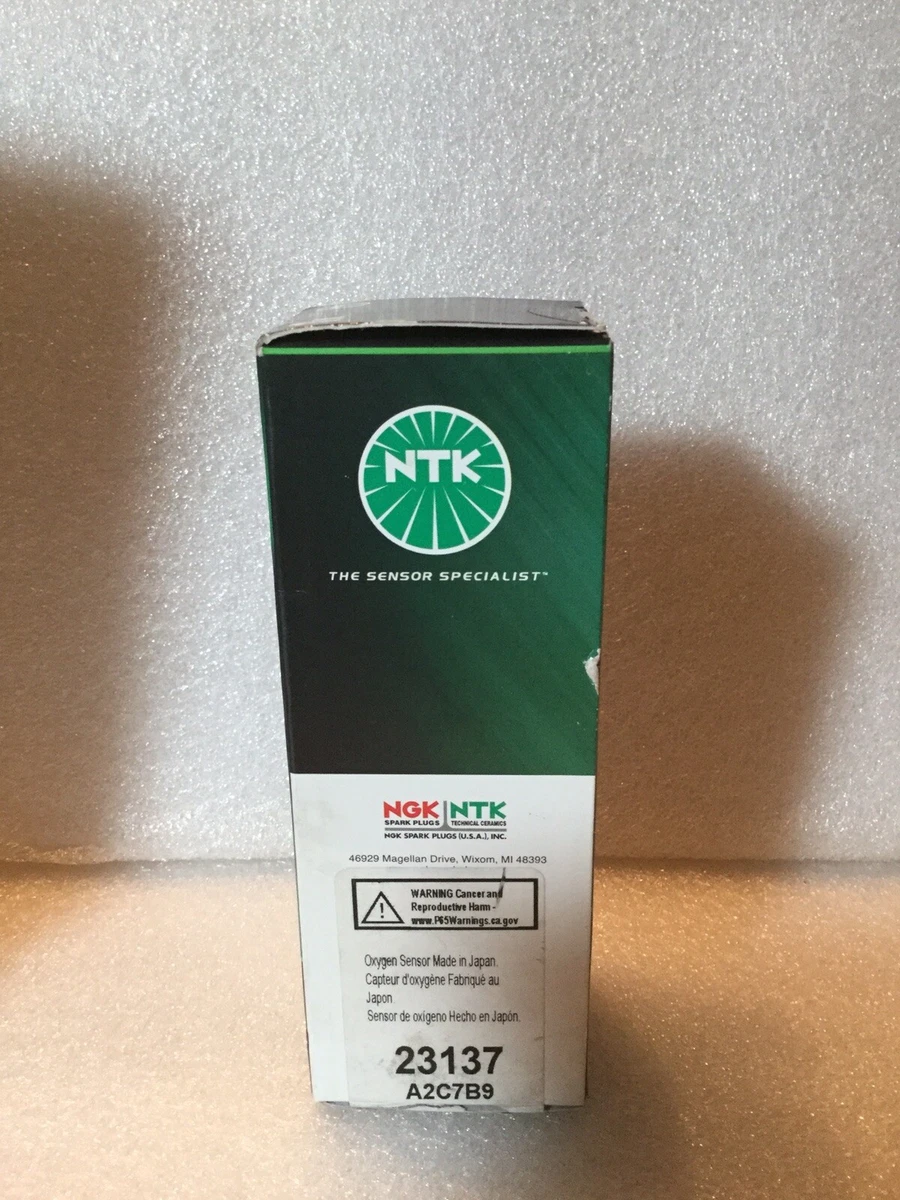 NTK
THE SENSOR SPECIALIST™
NGK NTK
SPARK PLUGS TECHNICAL CERAMICS
NGK SPARK PLUGS (U.S.A.), INC.
46929 Magellan Drive, Wixom, MI 48393
WARNING Cancer and
Reproductive Harm -
www.P65Warnings.ca.gov
Oxygen Sensor Made in Japan.
Capteur d'oxygène Fabriqué au
Japon
Sensor de oxigeno Hecho en Japón.
23137
A2C7B9